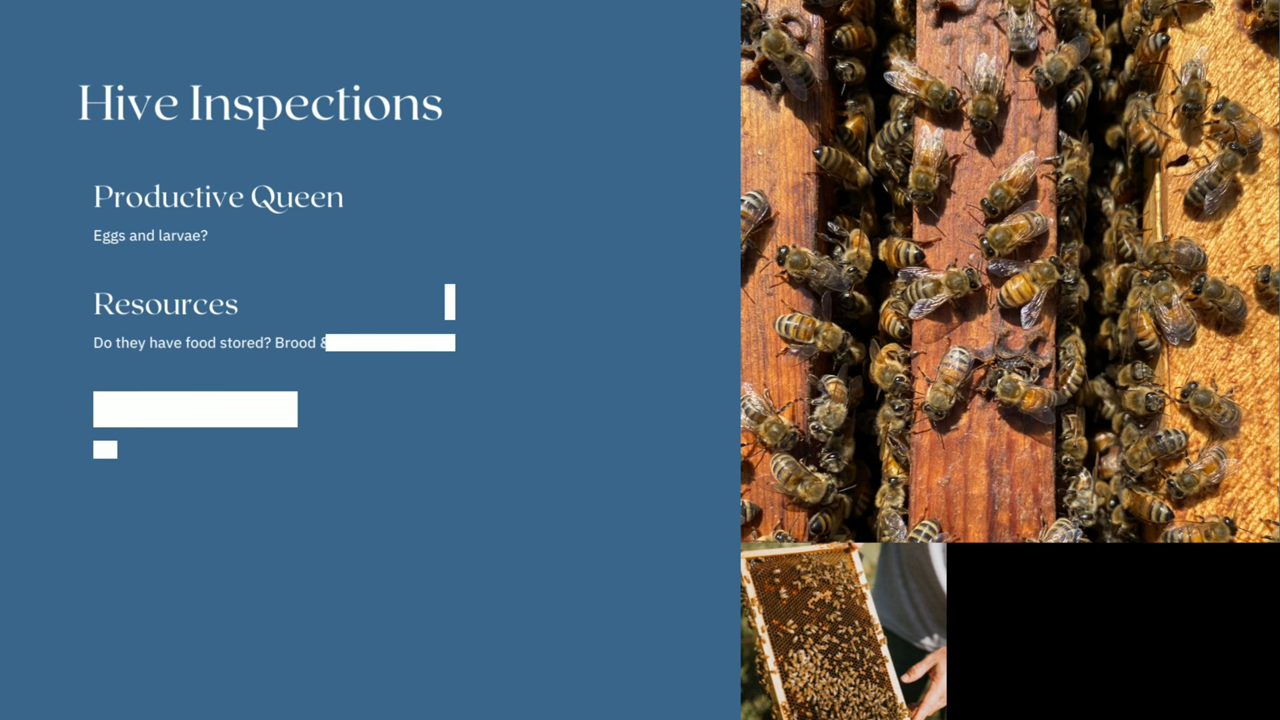 Hive Inspections
Productive Queen
Eggs and larvae?
Resources
Do they have food stored? Brood &